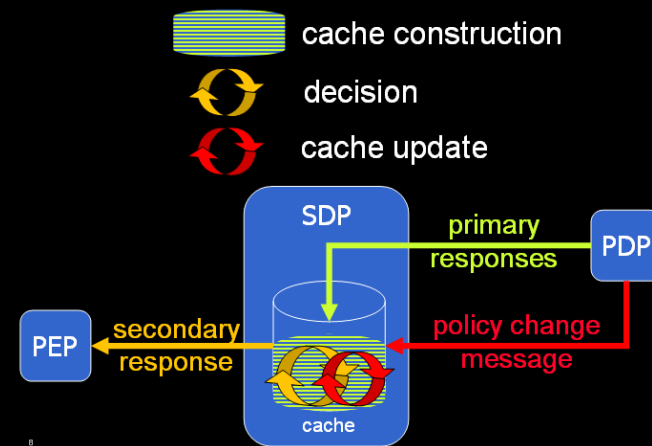 cache construction
decision
cache update
SDP
primary
responses
PDP
PEP
secondary
response
policy change
message
cache
8